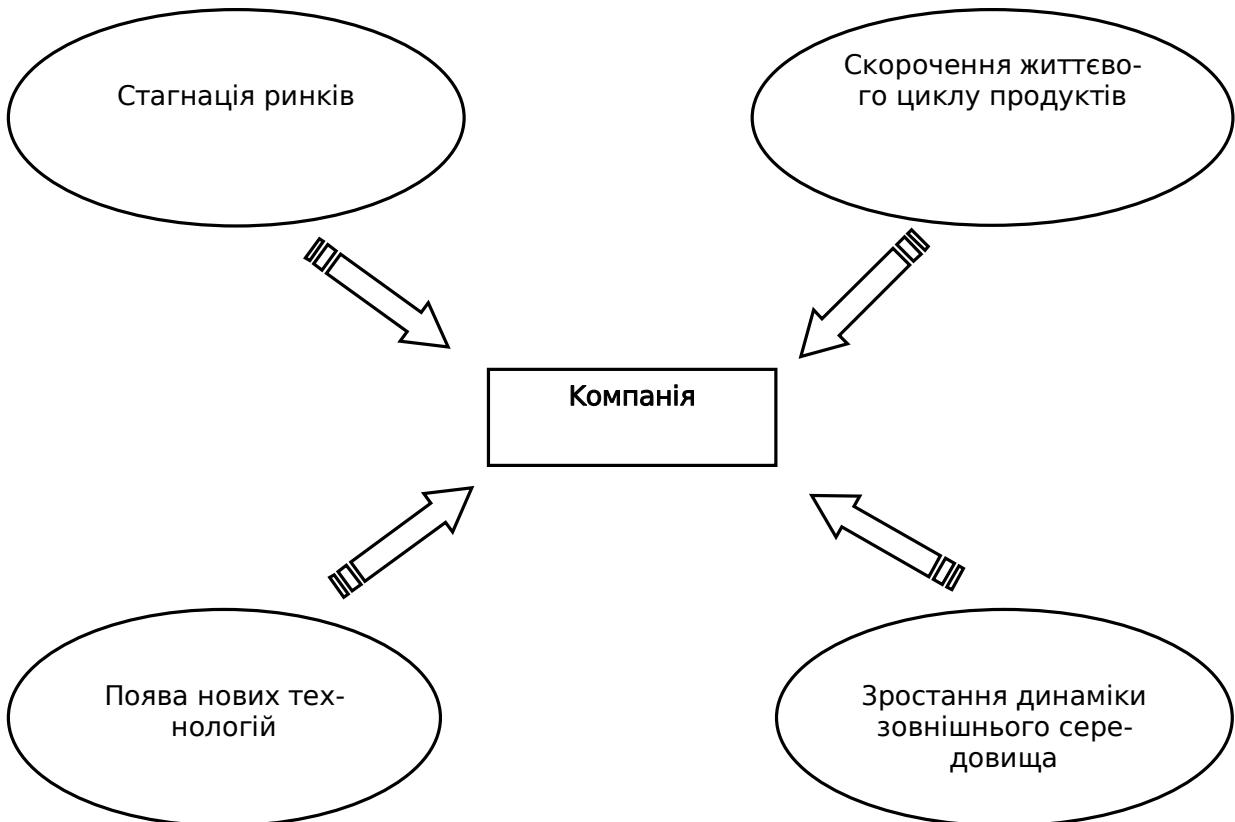 Стагнація ринків
Скорочення життєво-
го циклу продуктів
Компанія
Поява нових тех-
нологій
Зростання динаміки
зовнішнього сере-
довища